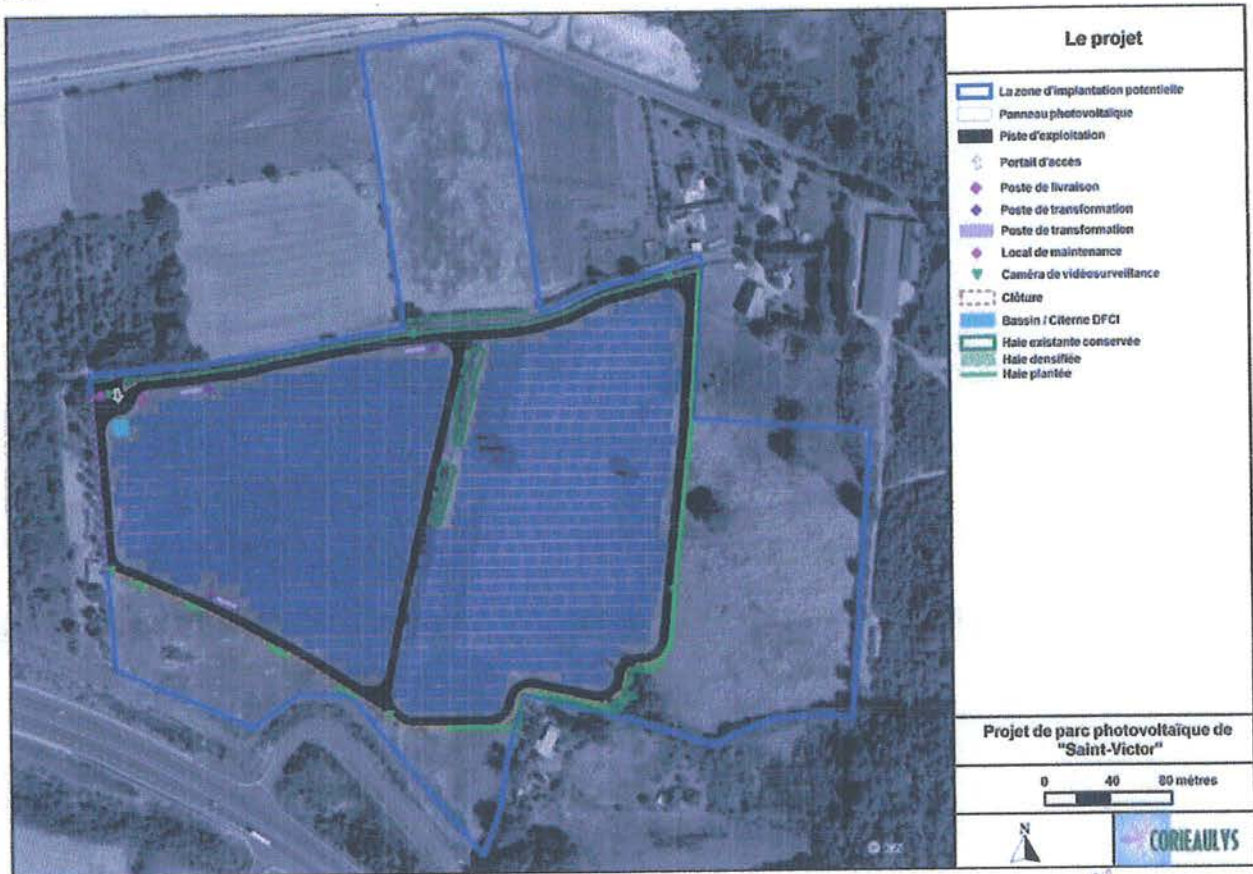 Le projet
La zone d'implantation potentielle
Panneau photovoltaïque
Piste d'exploitation
Portail d'accès
Poste de livraison
Poste de transformation
Poste de transformation
Local de maintenance
Caméra de vidéosurveillance
Clôture
Bassin / Citerne DFCI
Haie existante conservée
Haie densifiée
Haie plantée
Projet de parc photovoltaïque de
"Saint-Victor"
0 40 80 mètres
N
CORIEAULYS